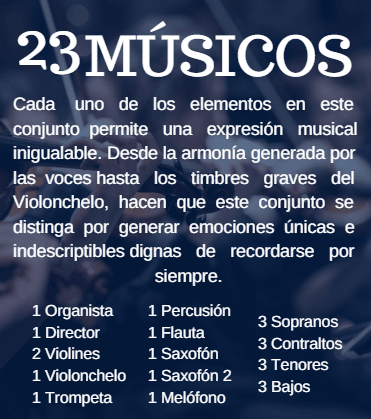 23 MÚSICOS
Cada uno de los elementos en este
conjunto permite una expresión musical
inigualable. Desde la armonía generada por
las voces hasta los timbres graves del
Violonchelo, hacen que este conjunto se
distinga por generar emociones únicas e
indescriptibles dignas de recordarse por
siempre.
1 Organista
1 Director
2 Violines
1 Violonchelo
1 Trompeta
1 Percusión
1 Flauta
1 Saxofón
1 Saxofón 2
1 Melófono
3 Sopranos
3 Contraltos
3 Tenores
3 Bajos